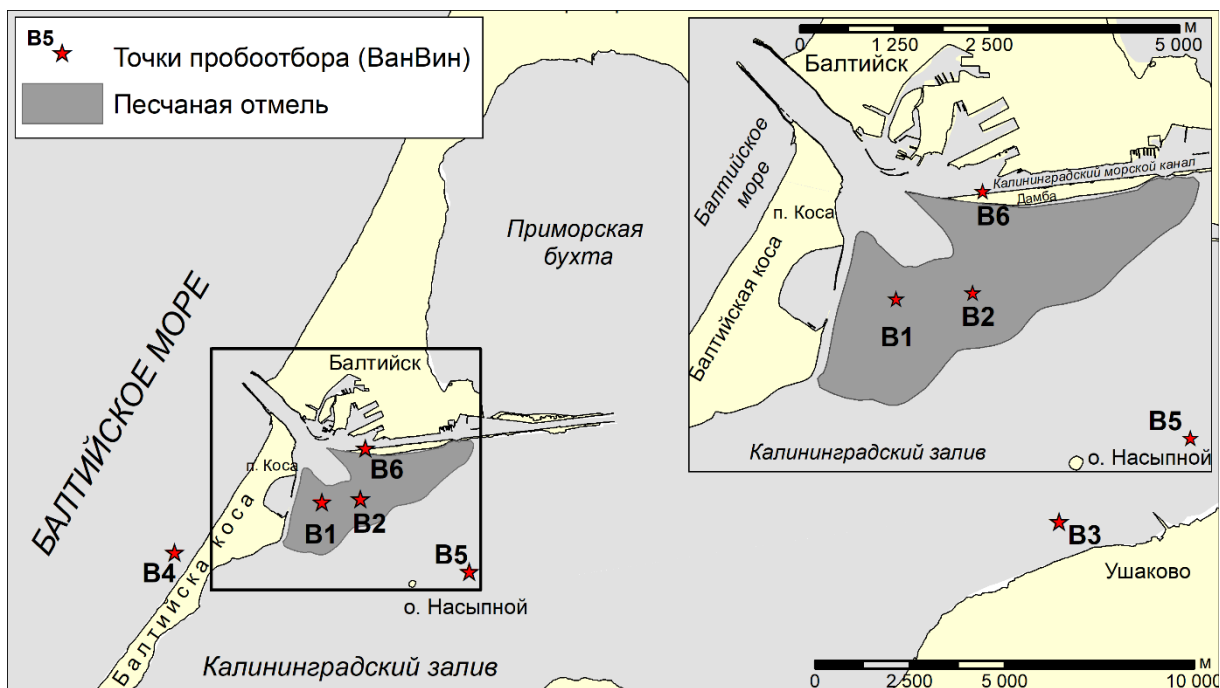 B5
Точки пробоотбора (ВанВин)
Песчаная отмель
БАЛТИЙСКОЕ МОРЕ
Приморская
бухта
Балтийск
п. Коса
B6
B1
B2
B4
B5
Балтийска коса
о. Насыпной
Калининградский залив
м
0
1 250
2 500
5 000
Балтийск
Балтийское
море
Калининградский морской канал
Дамба
п. Коса
B6
Балтийская коса
B1
B2
B5
Калининградский залив
о. Насыпной
B3
Ушаково
м
0
2 500
5 000
10 000